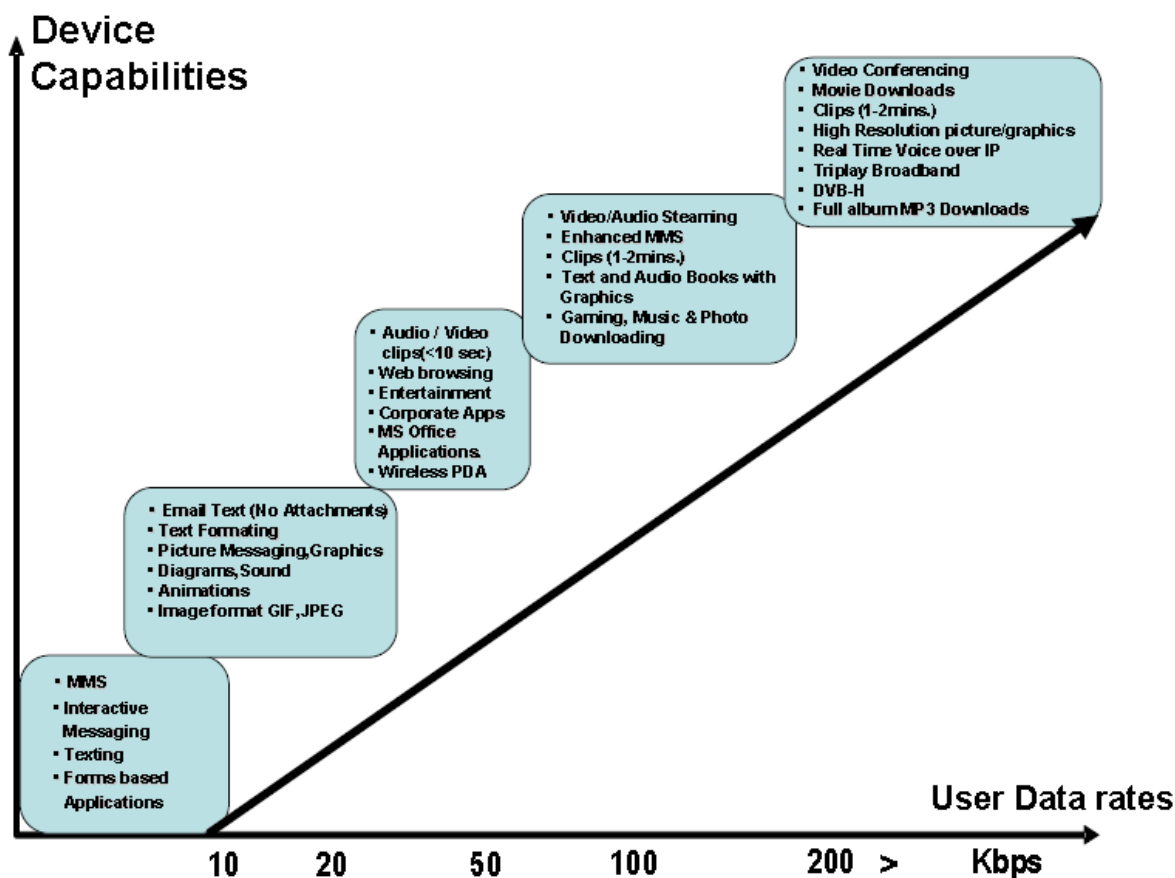 Device
Capabilities
▪ Video Conferencing
▪ Movie Downloads
▪ Clips (1-2mins.)
▪ High Resolution picture/graphics
▪ Real Time Voice over IP
▪ Triplay Broadband
▪ DVB-H
▪ Full album MP3 Downloads
▪ Video/Audio Stearning
▪ Enhanced MMS
▪ Clips (1-2mins.)
▪ Text and Audio Books with
Graphics
▪ Gaming, Music & Photo
Downloading
▪ Audio / Video
clips(<10 sec)
▪ Web browsing
▪ Entertainment
▪ Corporate Apps
▪ MS Office
Applications.
▪ Wireless PDA
▪ Email Text (No Attachments)
▪ Text Formating
▪ Picture Messaging,Graphics
▪ Diagrams,Sound
▪ Animations
▪ Image format GIF,JPEG
▪ MMS
▪ Interactive
Messaging
▪ Texting
▪ Forms based
Applications
User Data rates
10 20 50 100 200 > Kbps